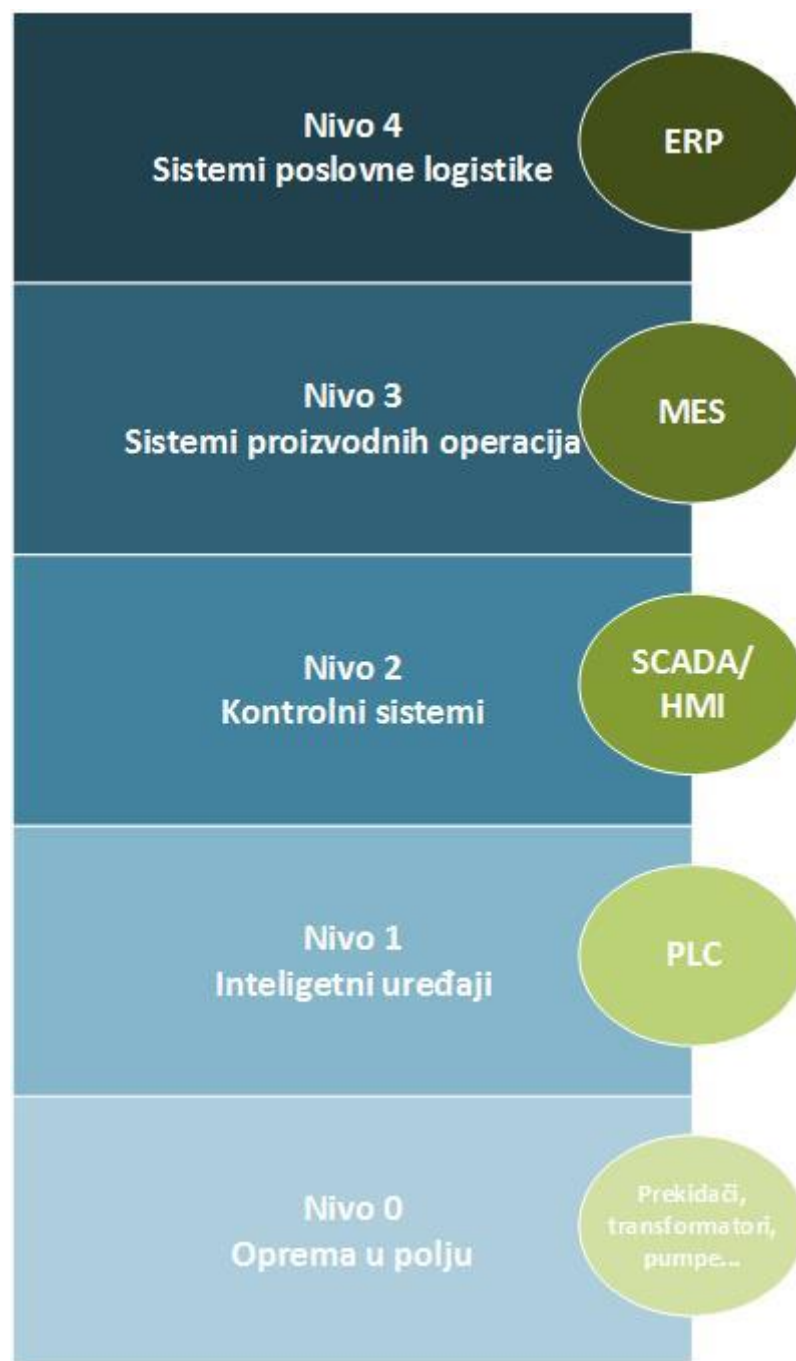 Nivo 4
Sistemi poslovne logistike
ERP
Nivo 3
Sistemi proizvodnih operacija
MES
Nivo 2
Kontrolni sistemi
SCADA/
HMI
Nivo 1
Inteligetni uređaji
PLC
Nivo 0
Oprema u polju
Prekidači,
transformatori,
pumpe...